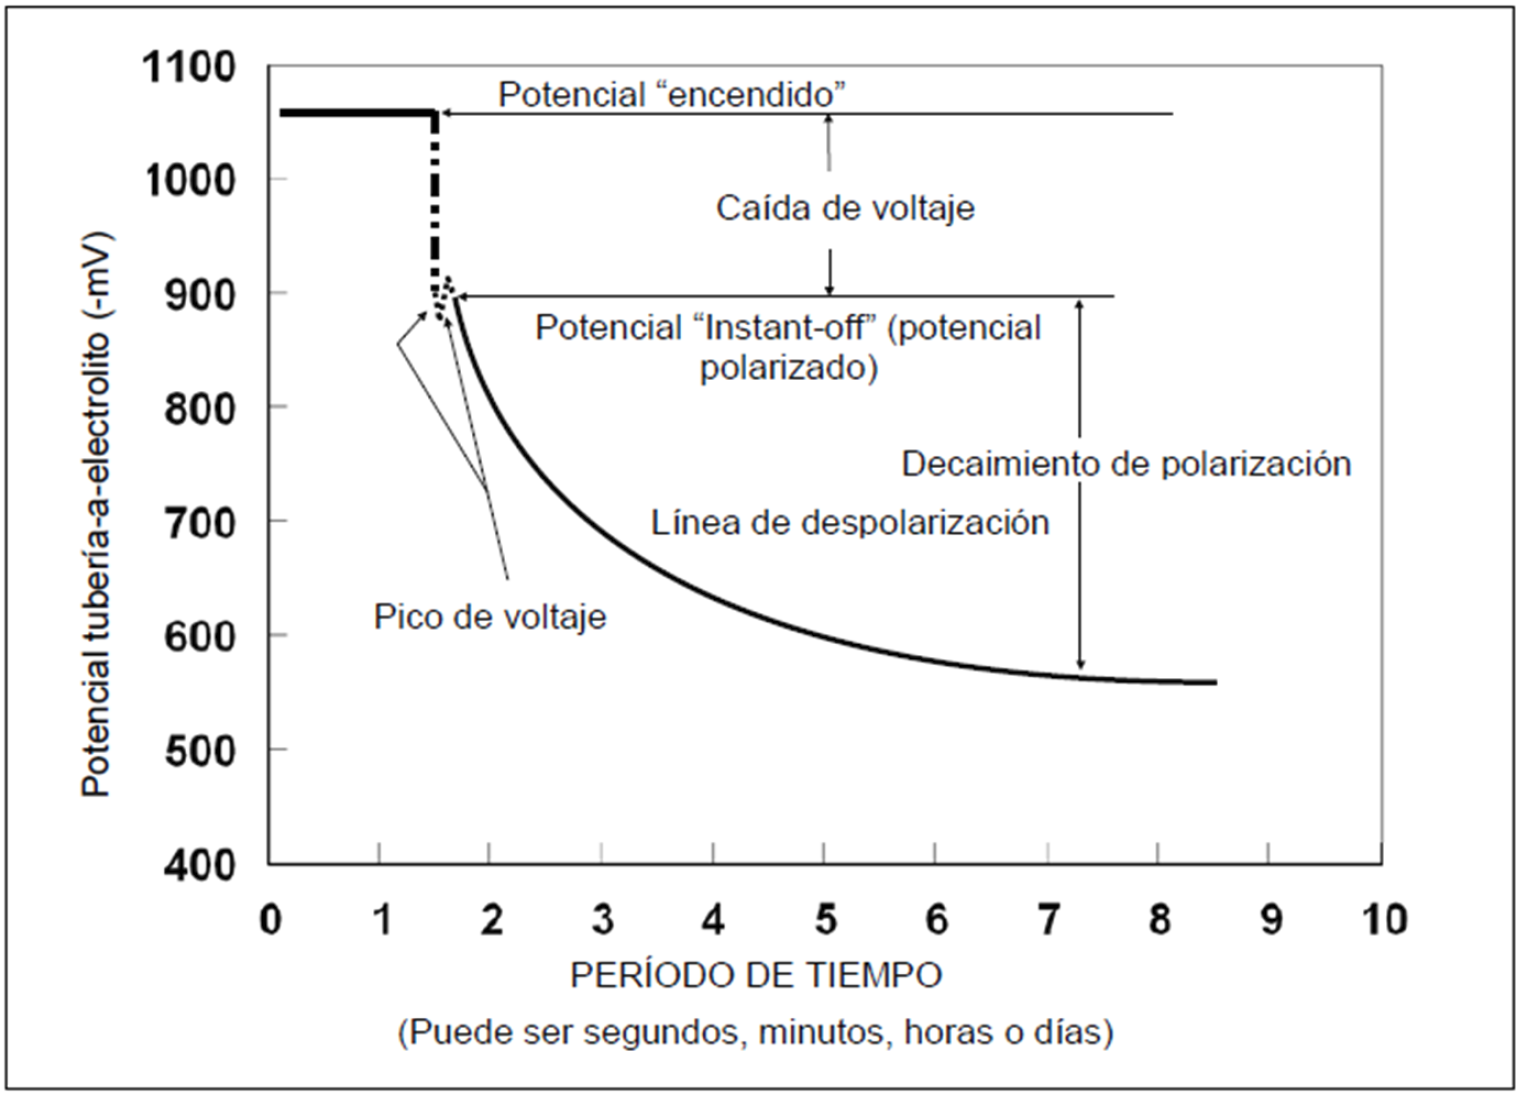 1100
1000
900
800
700
600
500
400
Potencial tubería-a-electrolito (-mV)
Potencial “encendido”
Caída de voltaje
Potencial “Instant-off” (potencial
polarizado)
Decaimiento de polarización
Línea de despolarización
Pico de voltaje
0 1 2 3 4 5 6 7 8 9 10
PERÍODO DE TIEMPO
(Puede ser segundos, minutos, horas o días)